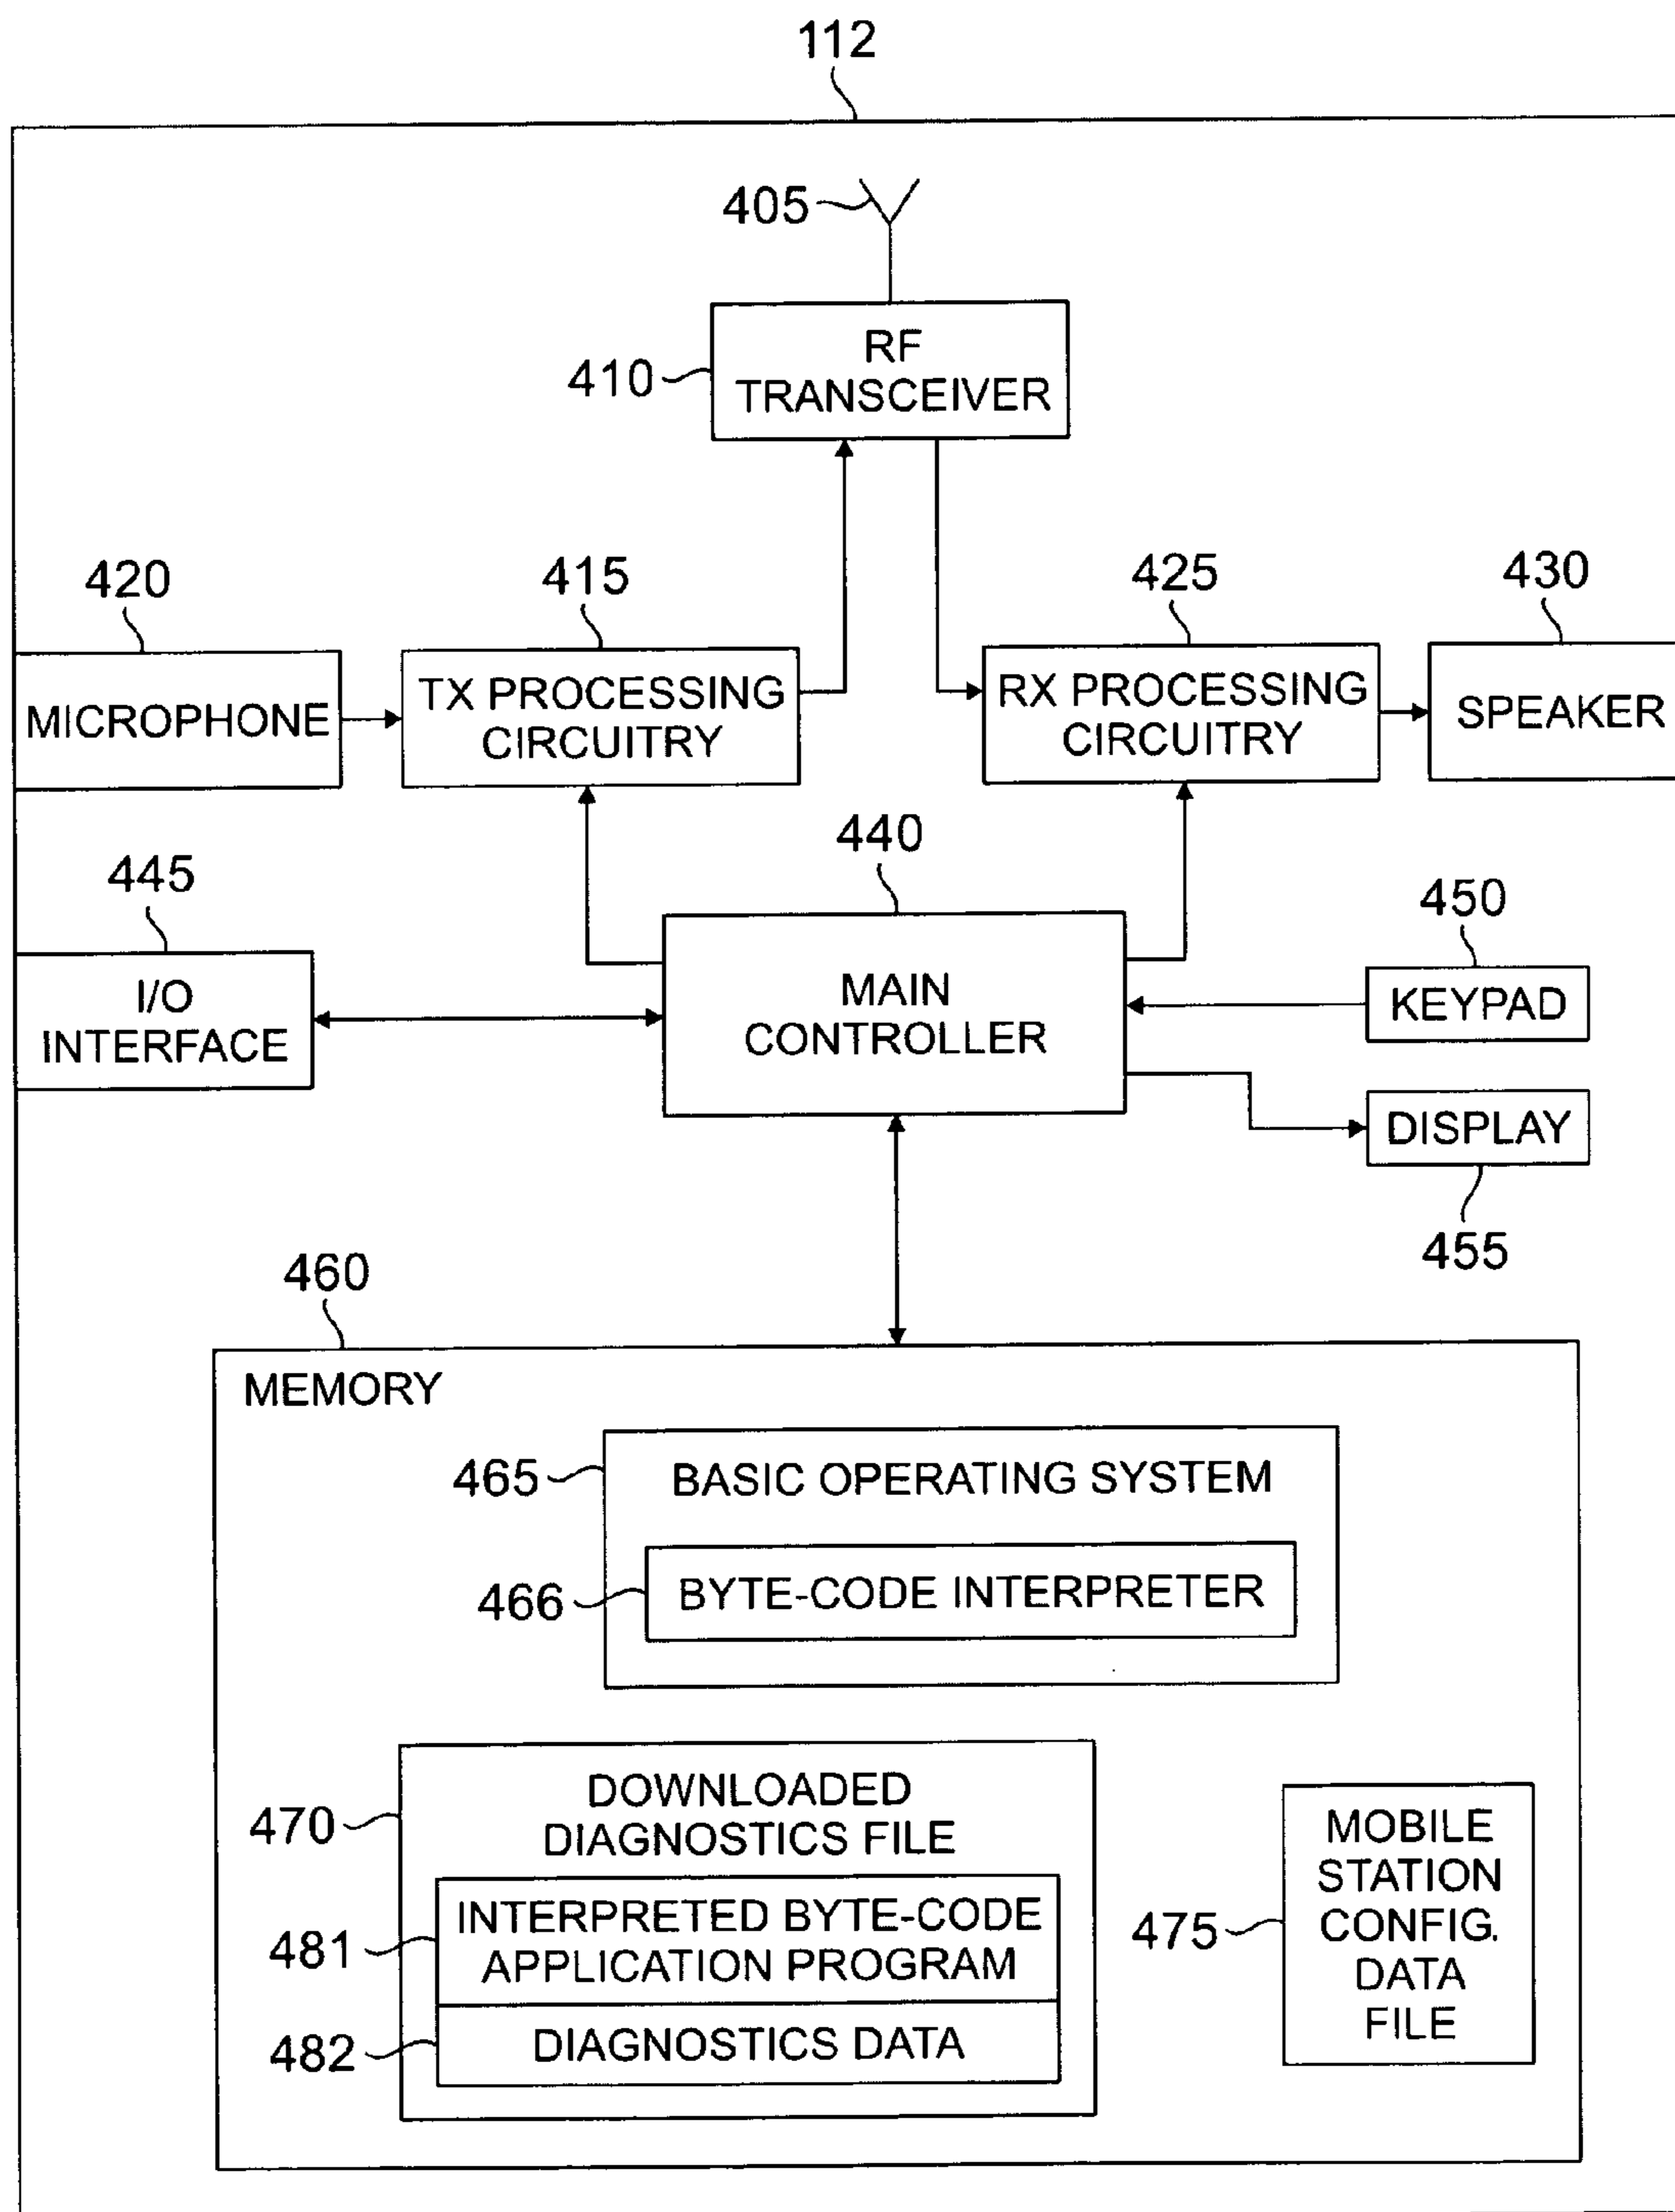 112
405
RF
TRANSCEIVER
410
420
415
425
430
MICROPHONE
TX PROCESSING
CIRCUITRY
RX PROCESSING
CIRCUITRY
SPEAKER
445
440
450
I/O
INTERFACE
MAIN
CONTROLLER
KEYPAD
DISPLAY
455
460
MEMORY
465
BASIC OPERATING SYSTEM
466
BYTE-CODE INTERPRETER
470
DOWNLOADED
DIAGNOSTICS FILE
481
INTERPRETED BYTE-CODE
APPLICATION PROGRAM
482
DIAGNOSTICS DATA
475
MOBILE
STATION
CONFIG.
DATA
FILE